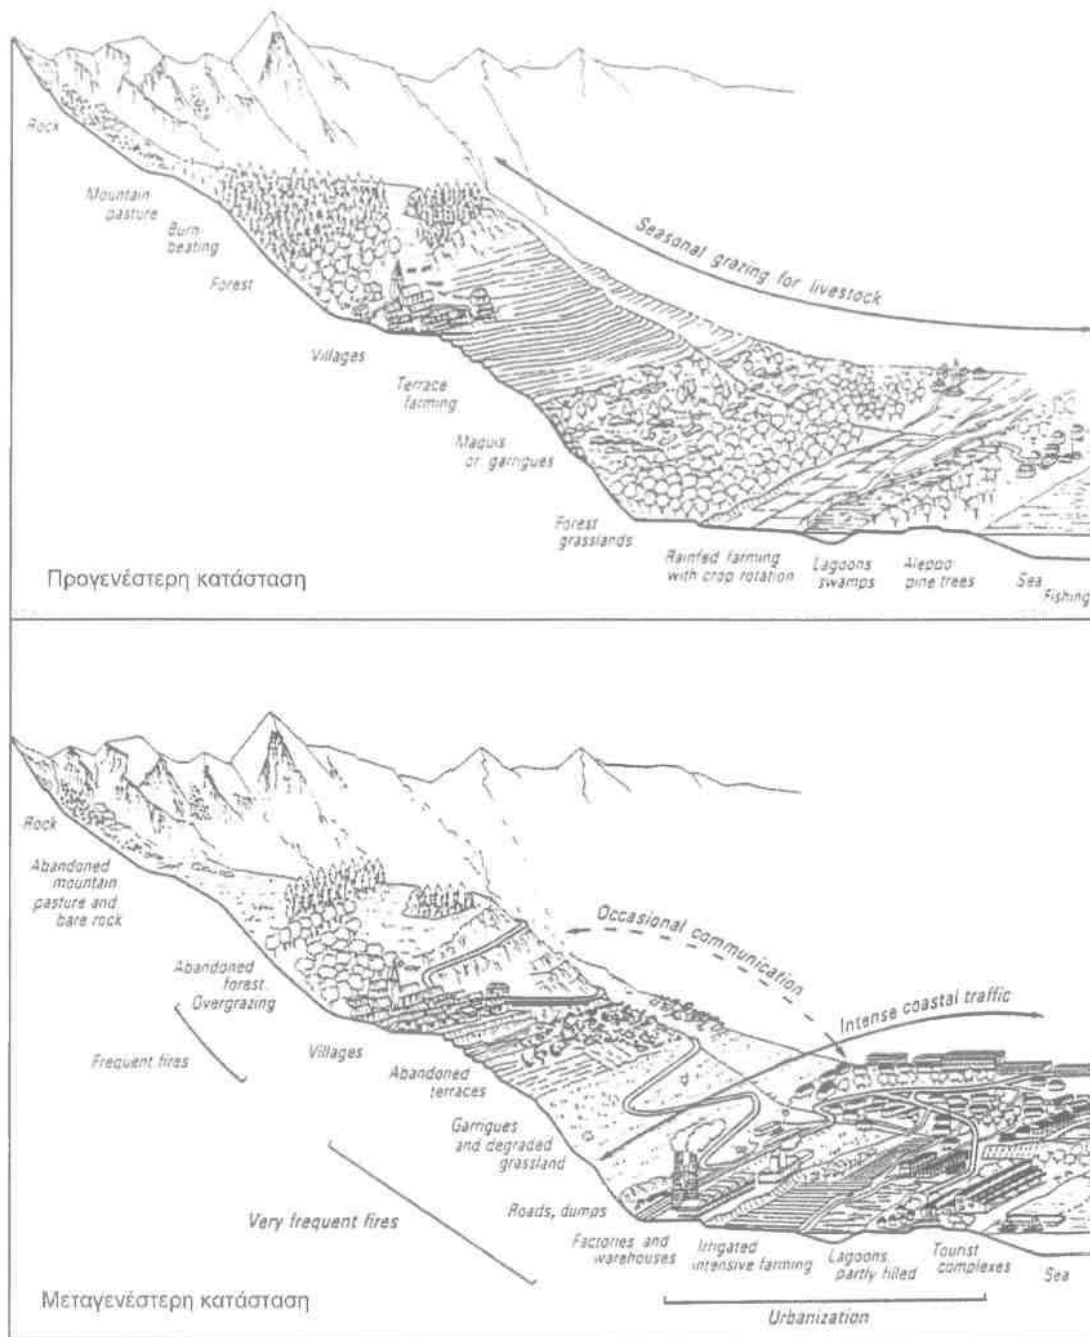 Rock
Mountain
pasture
Burn-
beating
Forest
Villages
Terrace
farming
Maquis
or garrigues
Forest
grasslands
Rainfed farming
with crop rotation
Lagoons
swamps
Aleppo
pine trees
Sea
Fishing
Seasonal grazing for livestock
Προγενέστερη κατάσταση
Rock
Abandoned
mountain
pasture and
bare rock
Abandoned
forest
Overgrazing
Frequent fires
Villages
Abandoned
terraces
Garrigues
and degraded
grassland
Very frequent fires
Roads, dumps
Factories and
warehouses
Irrigated
intensive farming
Lagoons,
partly filled
Tourist
complexes
Sea
Urbanization
Occasional communication
Intense coastal traffic
Μεταγενέστερη κατάσταση